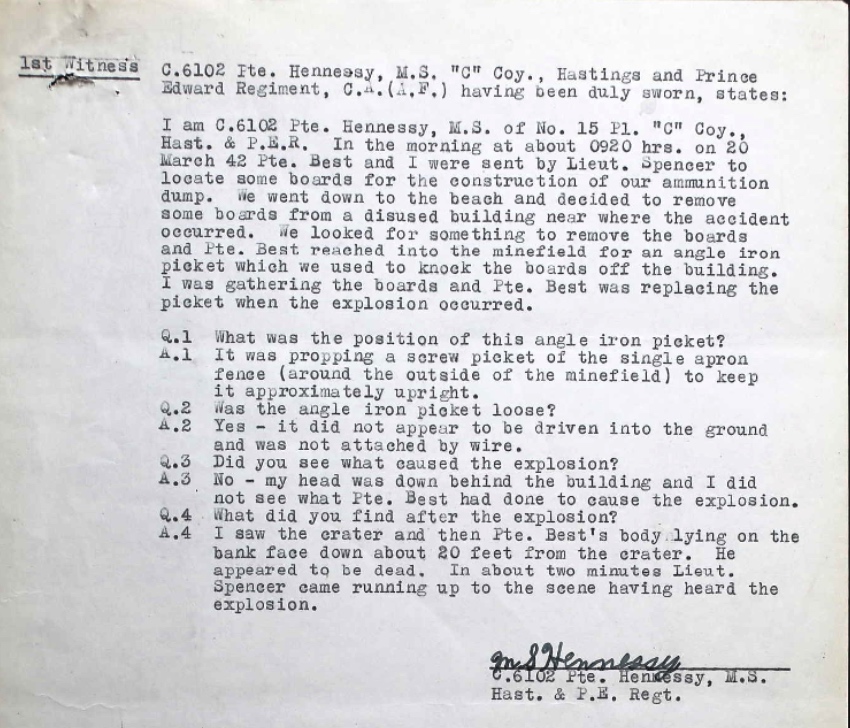 1st Witness
C.6102 Pte. Hennessy, M.S. "C" Coy., Hastings and Prince
Edward Regiment, C.A.(A.F.) having been duly sworn, states:
I am C.6102 Pte. Hennessy, M.S. of No. 15 Pl. "C" Coy.,
Hast. & P.E.R. In the morning at about 0920 hrs. on 20
March 42 Pte. Best and I were sent by Lieut. Spencer to
locate some boards for the construction of our ammunition
dump. We went down to the beach and decided to remove
some boards from a disused building near where the accident
occurred. We looked for something to remove the boards
and Pte. Best reached into the minefield for an angle iron
picket which we used to knock the boards off the building.
I was gathering the boards and Pte. Best was replacing the
picket when the explosion occurred.
Q.1 What was the position of this angle iron picket?
A.1 It was propping a screw picket of the single apron
fence (around the outside of the minefield) to keep
it approximately upright.
Q.2 Was the angle iron picket loose?
A.2 Yes - it did not appear to be driven into the ground
and was not attached by wire.
Q.3 Did you see what caused the explosion?
A.3 No - my head was down behind the building and I did
not see what Pte. Best had done to cause the explosion.
Q.4 What did you find after the explosion?
A.4 I saw the crater and then Pte. Best's body lying on the
bank face down about 20 feet from the crater. He
appeared to be dead. In about two minutes Lieut.
Spencer came running up to the scene having heard the
explosion.
M S Hennessy
C.6102 Pte. Hennessy, M.S.
Hast. & P.E. Regt.